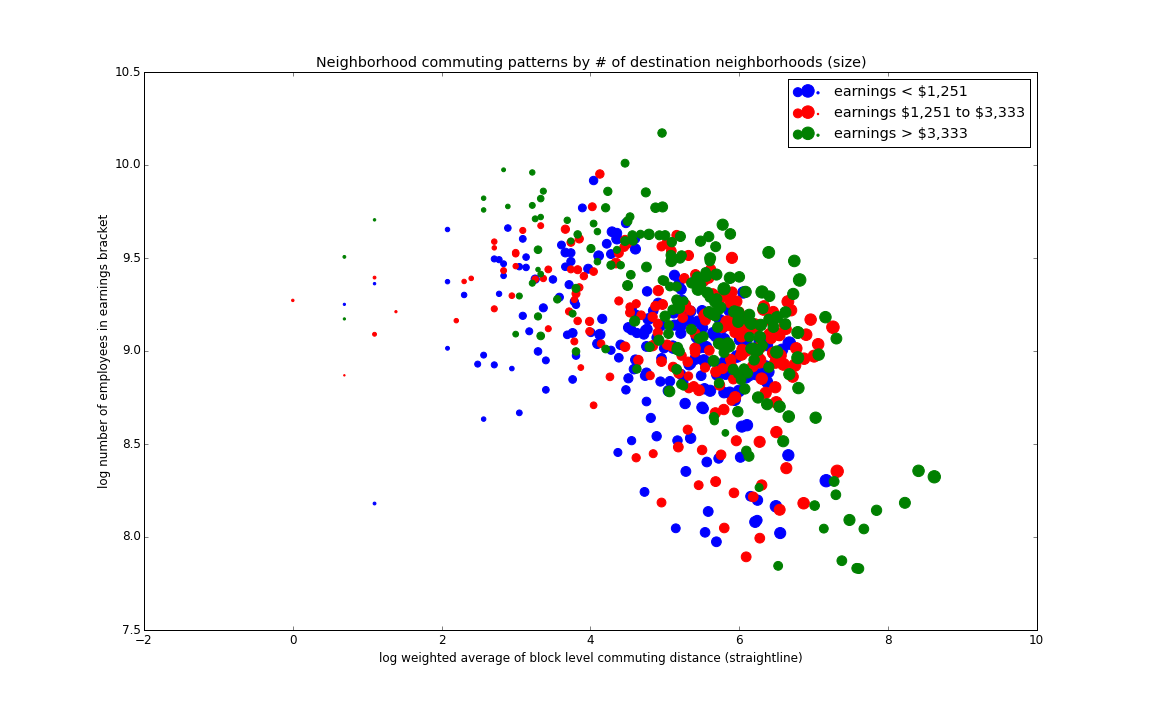 Neighborhood commuting patterns by # of destination neighborhoods (size)
earnings < $1,251
earnings $1,251 to $3,333
earnings > $3,333
log number of employees in earnings bracket
10.5
10.0
9.5
9.0
8.5
8.0
7.5
−2
0
2
4
6
8
10
log weighted average of block level commuting distance (straightline)